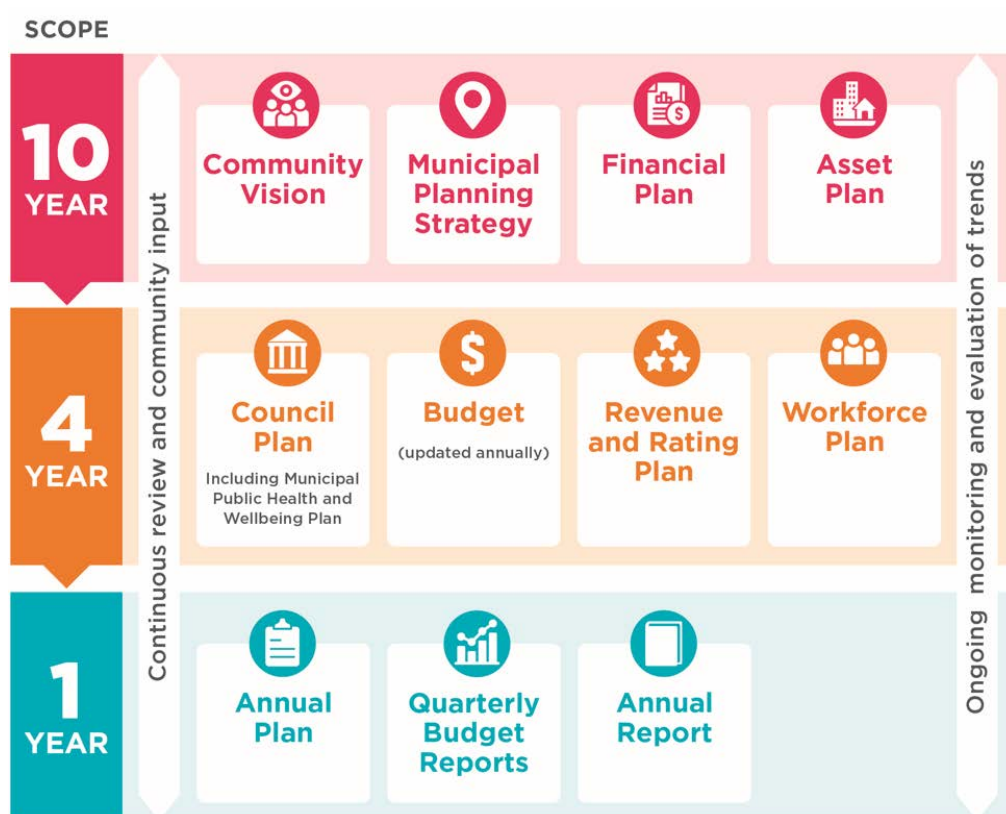 SCOPE
10
YEAR
Continuous review and community input
Community
Vision
Municipal
Planning
Strategy
Financial
Plan
Asset
Plan
Ongoing monitoring and evaluation of trends
4
YEAR
Council
Plan
Including Municipal
Public Health and
Wellbeing Plan
$
Budget
(updated annually)
Revenue
and Rating
Plan
Workforce
Plan
1
YEAR
Annual
Plan
Quarterly
Budget
Reports
Annual
Report